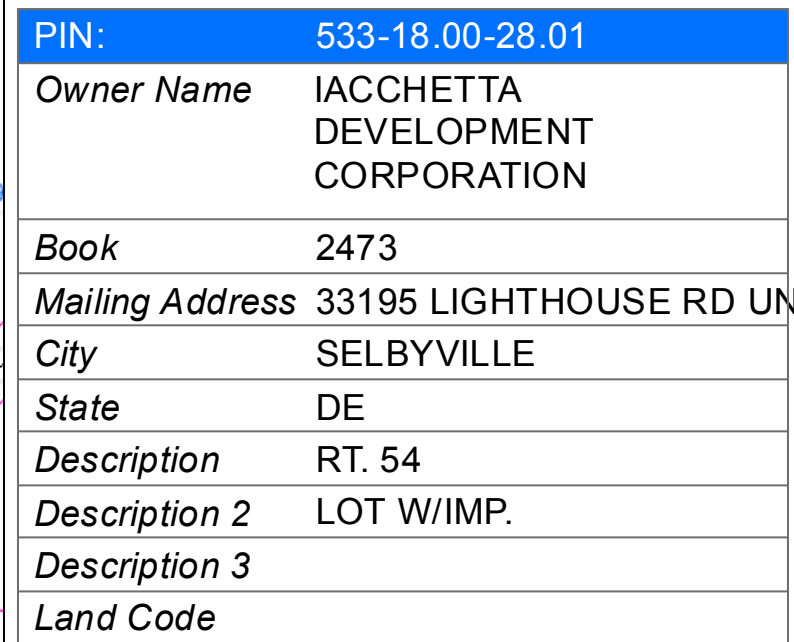 PIN: 533-18.00-28.01
Owner Name IACCHETTA
DEVELOPMENT
CORPORATION
Book 2473
Mailing Address 33195 LIGHTHOUSE RD UN
City SELBYVILLE
State DE
Description RT. 54
Description 2 LOT W/IMP.
Description 3
Land Code